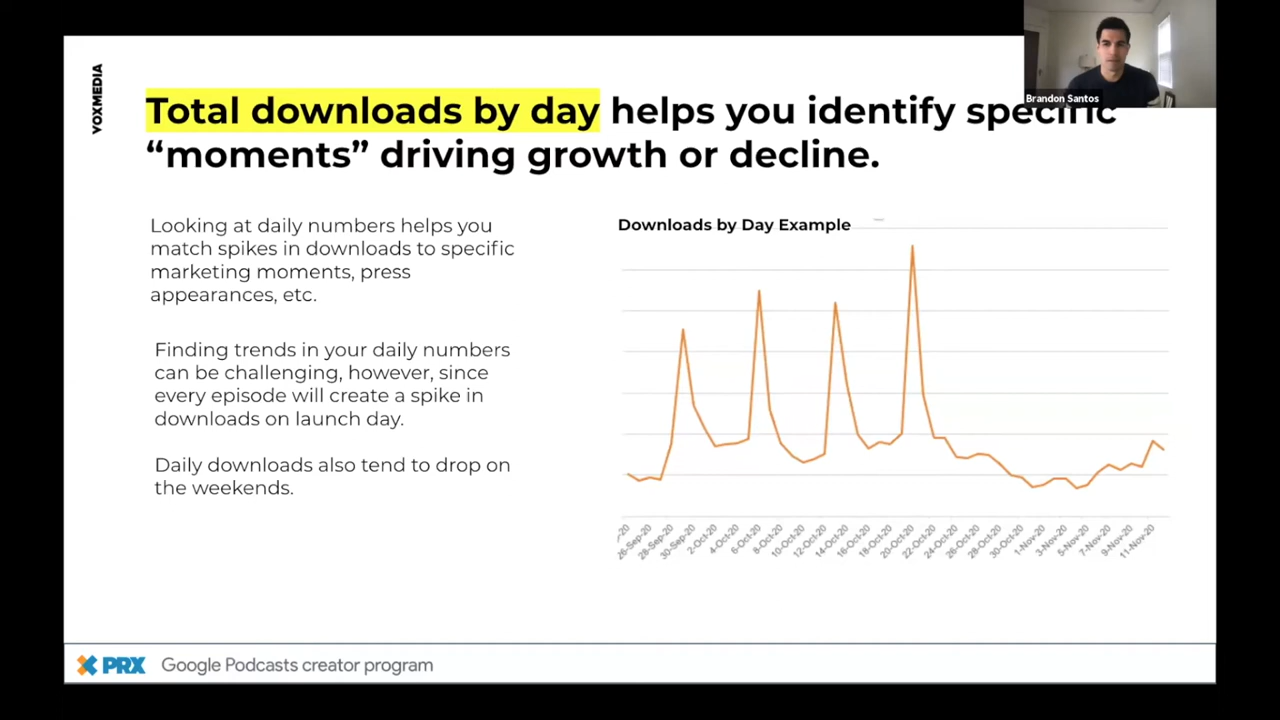 VOXMEDIA
Total downloads by day helps you identify specific
“moments” driving growth or decline.
Brandon Santos
Looking at daily numbers helps you
match spikes in downloads to specific
marketing moments, press
appearances, etc.
Finding trends in your daily numbers
can be challenging, however, since
every episode will create a spike in
downloads on launch day.
Daily downloads also tend to drop on
the weekends.
Downloads by Day Example
26-Sep-20
28-Sep-20
30-Sep-20
2-Oct-20
4-Oct-20
6-Oct-20
8-Oct-20
10-Oct-20
12-Oct-20
14-Oct-20
16-Oct-20
18-Oct-20
20-Oct-20
22-Oct-20
24-Oct-20
26-Oct-20
28-Oct-20
30-Oct-20
1-Nov-20
3-Nov-20
5-Nov-20
7-Nov-20
9-Nov-20
11-Nov-20
PRX Google Podcasts creator program